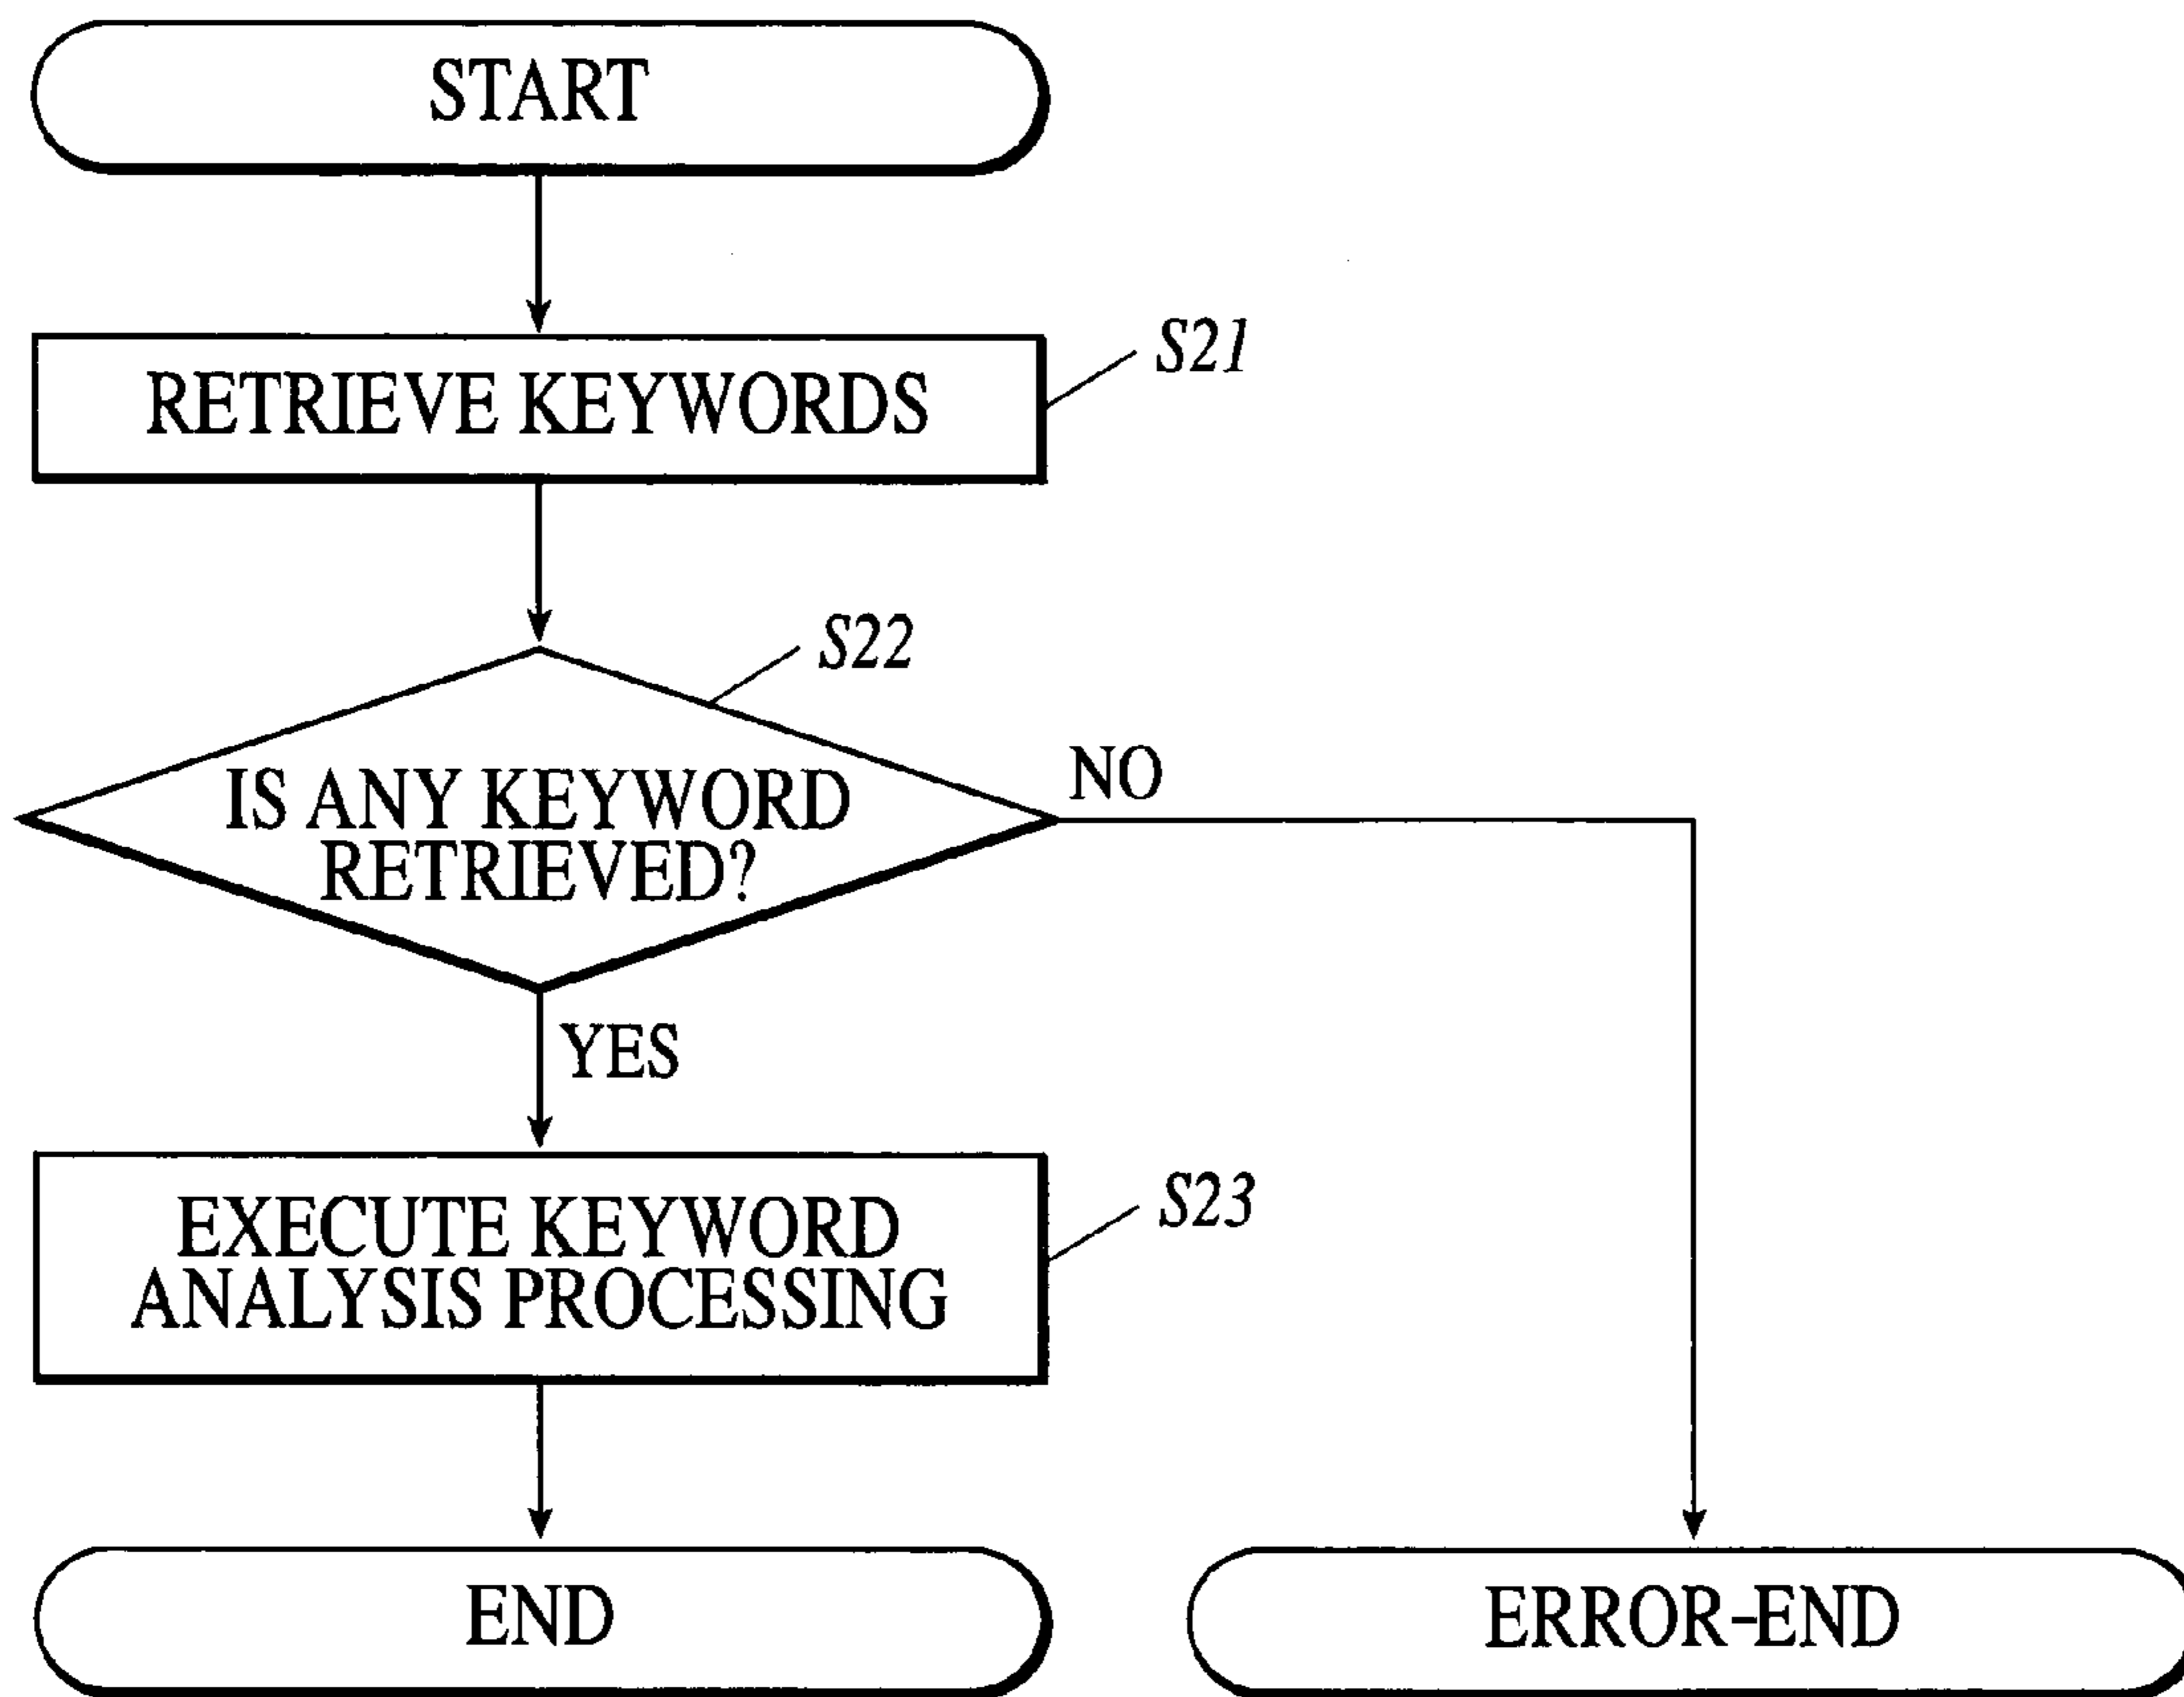 START
RETRIEVE KEYWORDS
S21
S22
IS ANY KEYWORD
RETRIEVED?
NO
YES
EXECUTE KEYWORD
ANALYSIS PROCESSING
S23
END
ERROR-END